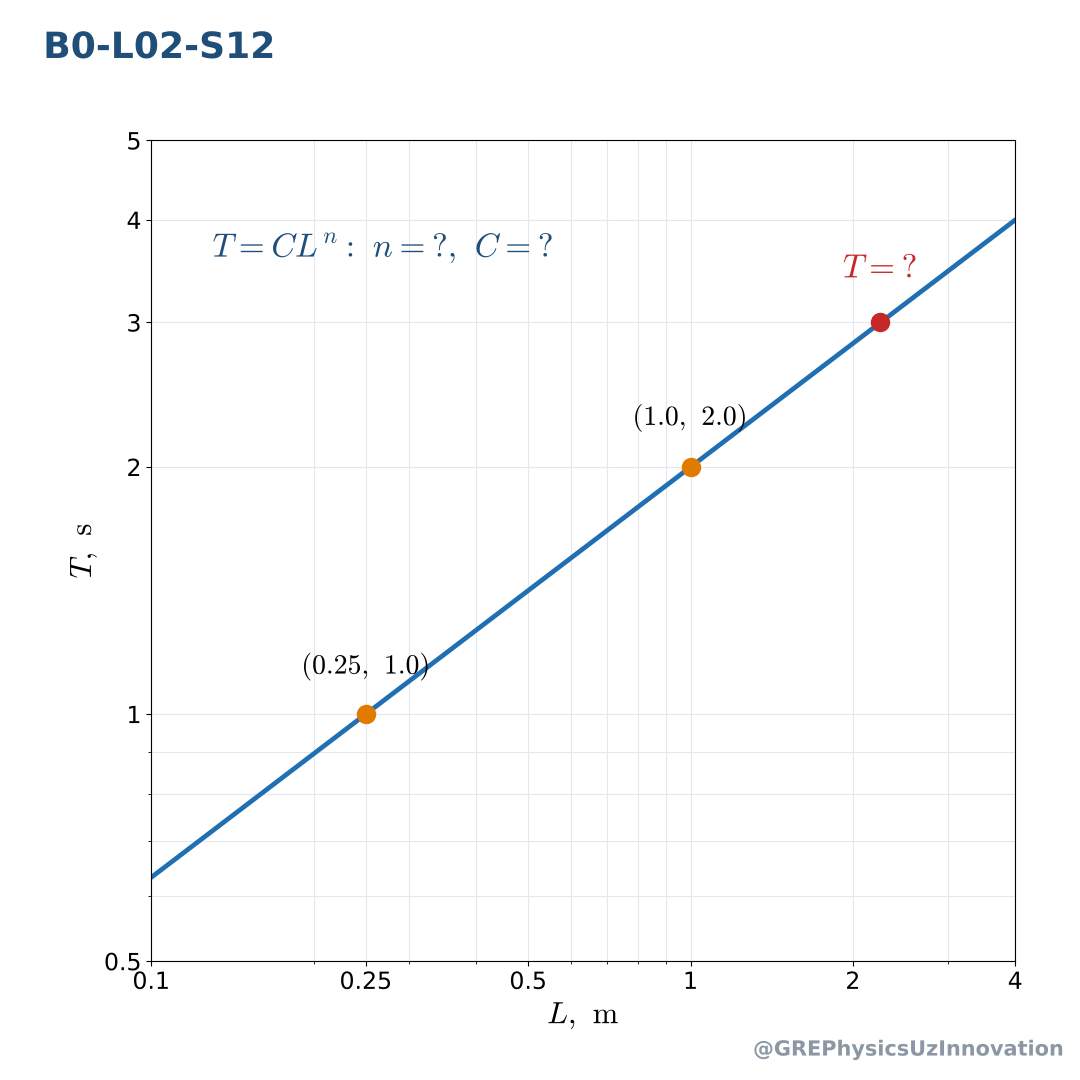 B0-L02-S12
5
4
T = CL^n : n = ?, C = ?
T = ?
3
(1.0, 2.0)
2
T, s
(0.25, 1.0)
1
0.5
0.1 0.25 0.5 1 2 4
L, m
@GREPhysicsUzInnovation